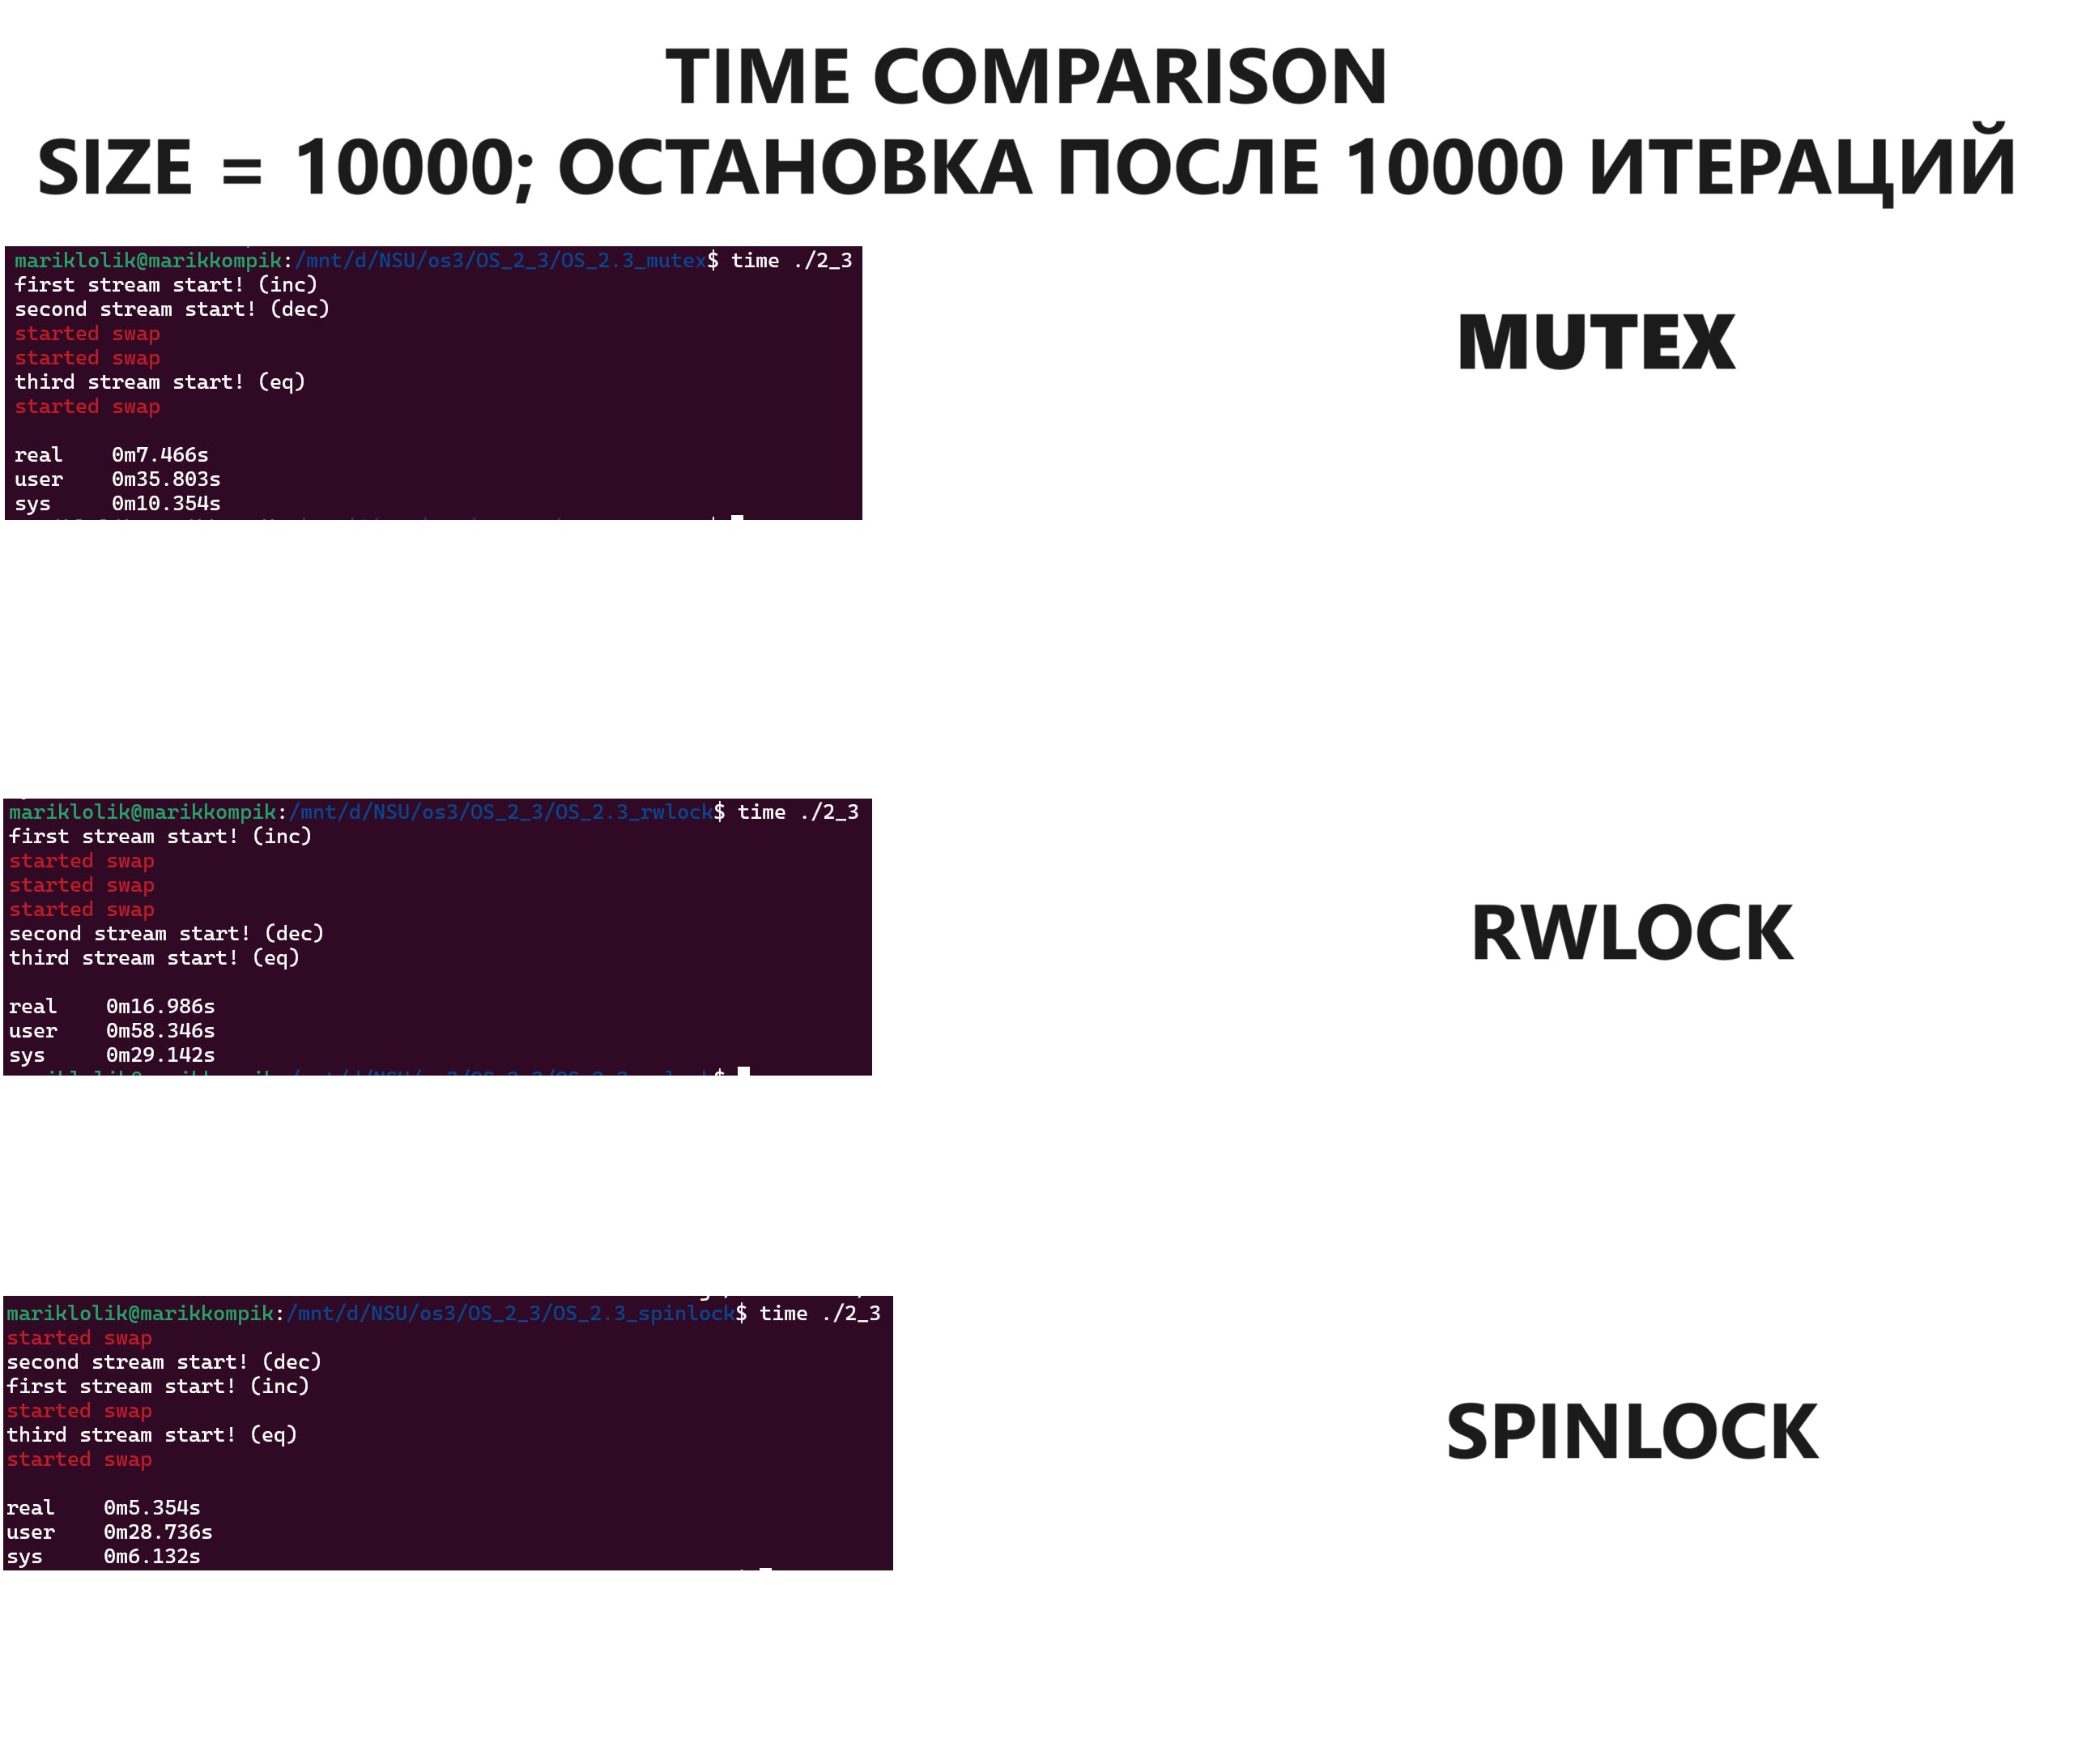 TIME COMPARISON
SIZE = 10000; ОСТАНОВКА ПОСЛЕ 10000 ИТЕРАЦИЙ
mariklolik@marikkompik:/mnt/d/NSU/os3/OS_2_3/OS_2.3_mutex$ time ./2_3
first stream start! (inc)
second stream start! (dec)
started swap
started swap
third stream start! (eq)
started swap
real 0m7.466s
user 0m35.803s
sys 0m10.354s
MUTEX
mariklolik@marikkompik:/mnt/d/NSU/os3/OS_2_3/OS_2.3_rwlock$ time ./2_3
first stream start! (inc)
started swap
started swap
started swap
second stream start! (dec)
third stream start! (eq)
real 0m16.986s
user 0m58.346s
sys 0m29.142s
RWLOCK
mariklolik@marikkompik:/mnt/d/NSU/os3/OS_2_3/OS_2.3_spinlock$ time ./2_3
started swap
second stream start! (dec)
first stream start! (inc)
started swap
third stream start! (eq)
started swap
real 0m5.354s
user 0m28.736s
sys 0m6.132s
SPINLOCK